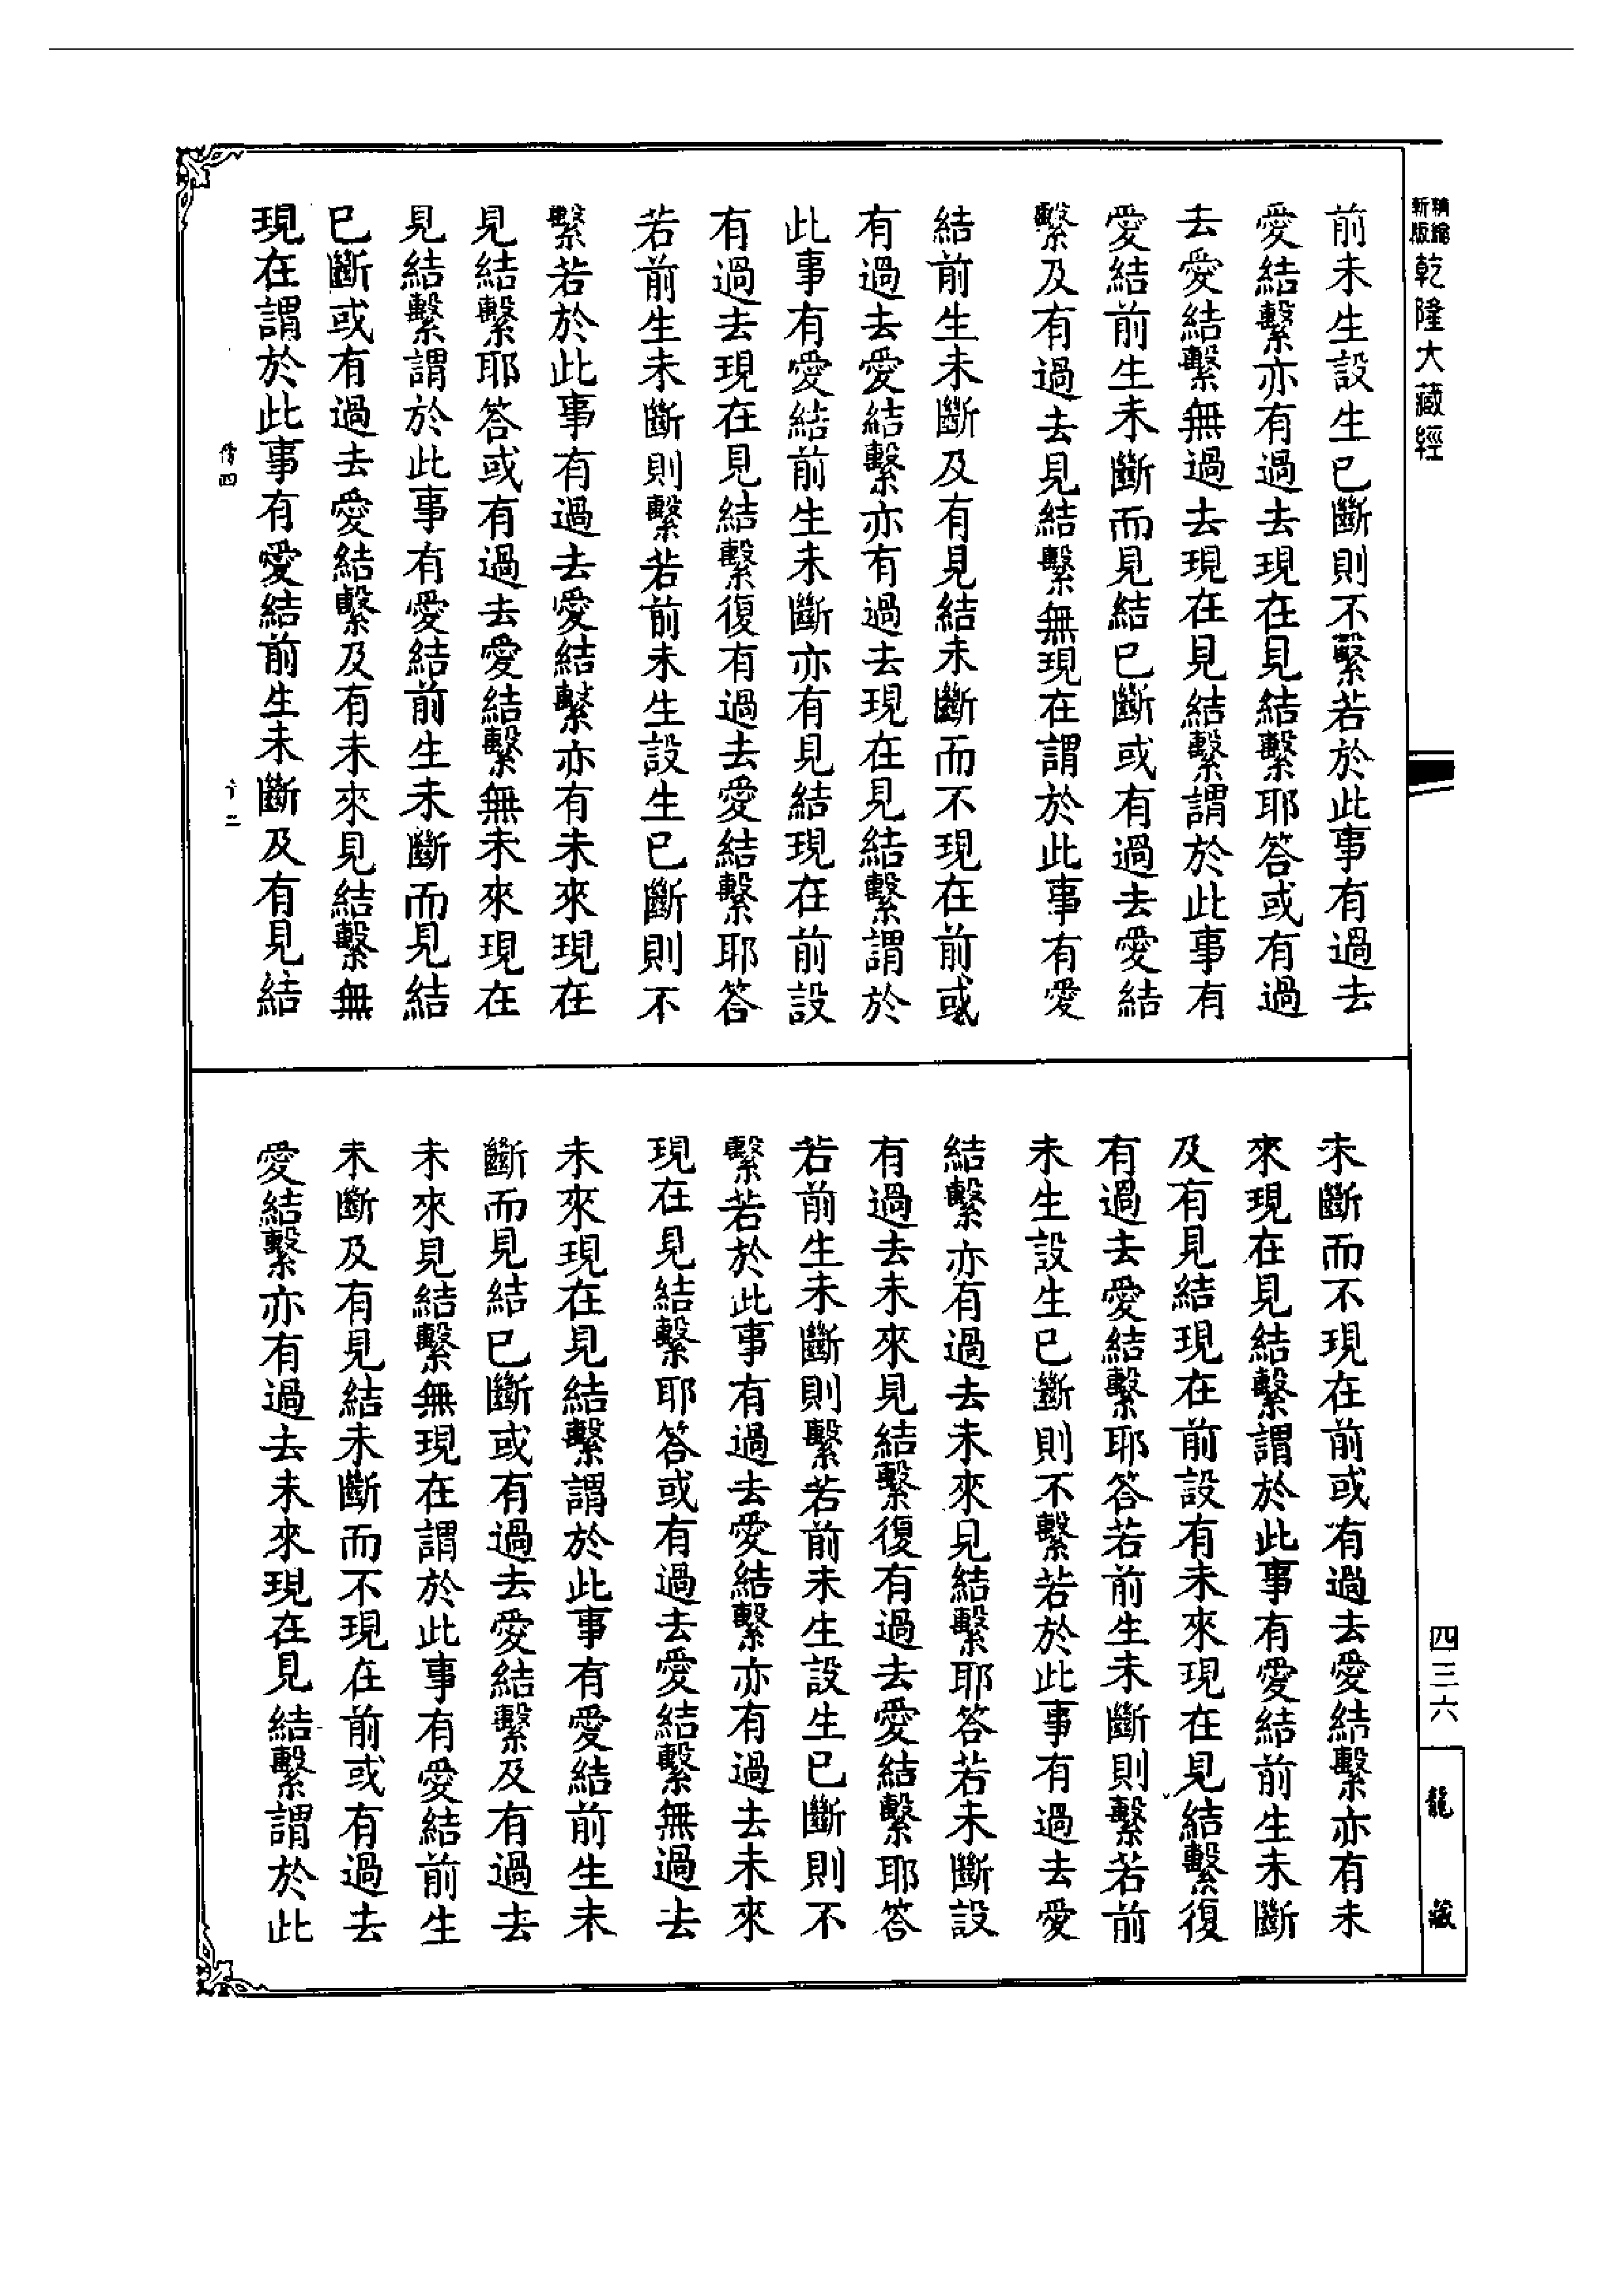 新版精縮乾隆大藏經
前未生設生已斷則不繫若於此事有過去
愛結繫亦有過去現在見結繫耶答或有過
去愛結繫無過去現在見結繫謂於此事有
愛結前生未斷而見結已斷或有過去愛結
繫及有過去見結繫無現在謂於此事有愛
結前生未斷及有見結未斷而不現在前或
有過去愛結繫亦有過去現在見結繫謂於
此事有愛結前生未斷亦有見結現在前設
有過去現在見結繫復有過去愛結繫耶答
若前生未斷則繫若前未生設生已斷則不
繫若於此事有過去愛結繫亦有未來現在
見結繫耶答或有過去愛結繫無未來現在
見結繫謂於此事有愛結前生未斷而見結
已斷或有過去愛結繫及有未來見結繫無
現在謂於此事有愛結前生未斷及有見結
未斷而不現在前或有過去愛結繫亦有未
來現在見結繫謂於此事有愛結前生未斷
及有見結現在前設有未來現在見結繫復
有過去愛結繫耶答若前生未斷則繫若前
未生設生已斷則不繫若於此事有過去愛
結繫亦有過去未來見結繫耶答若未斷設
有過去未來見結繫復有過去愛結繫耶答
若前生未斷則繫若前未生設生已斷則不
繫若於此事有過去愛結繫亦有過去未來
現在見結繫耶答或有過去愛結繫無過去
未來現在見結繫謂於此事有愛結前生未
斷而見結已斷或有過去愛結繫及有過去
未來見結繫無現在謂於此事有愛結前生
未斷及有見結未斷而不現在前或有過去
愛結繫亦有過去未來現在見結繫謂於此
四三六
龍藏